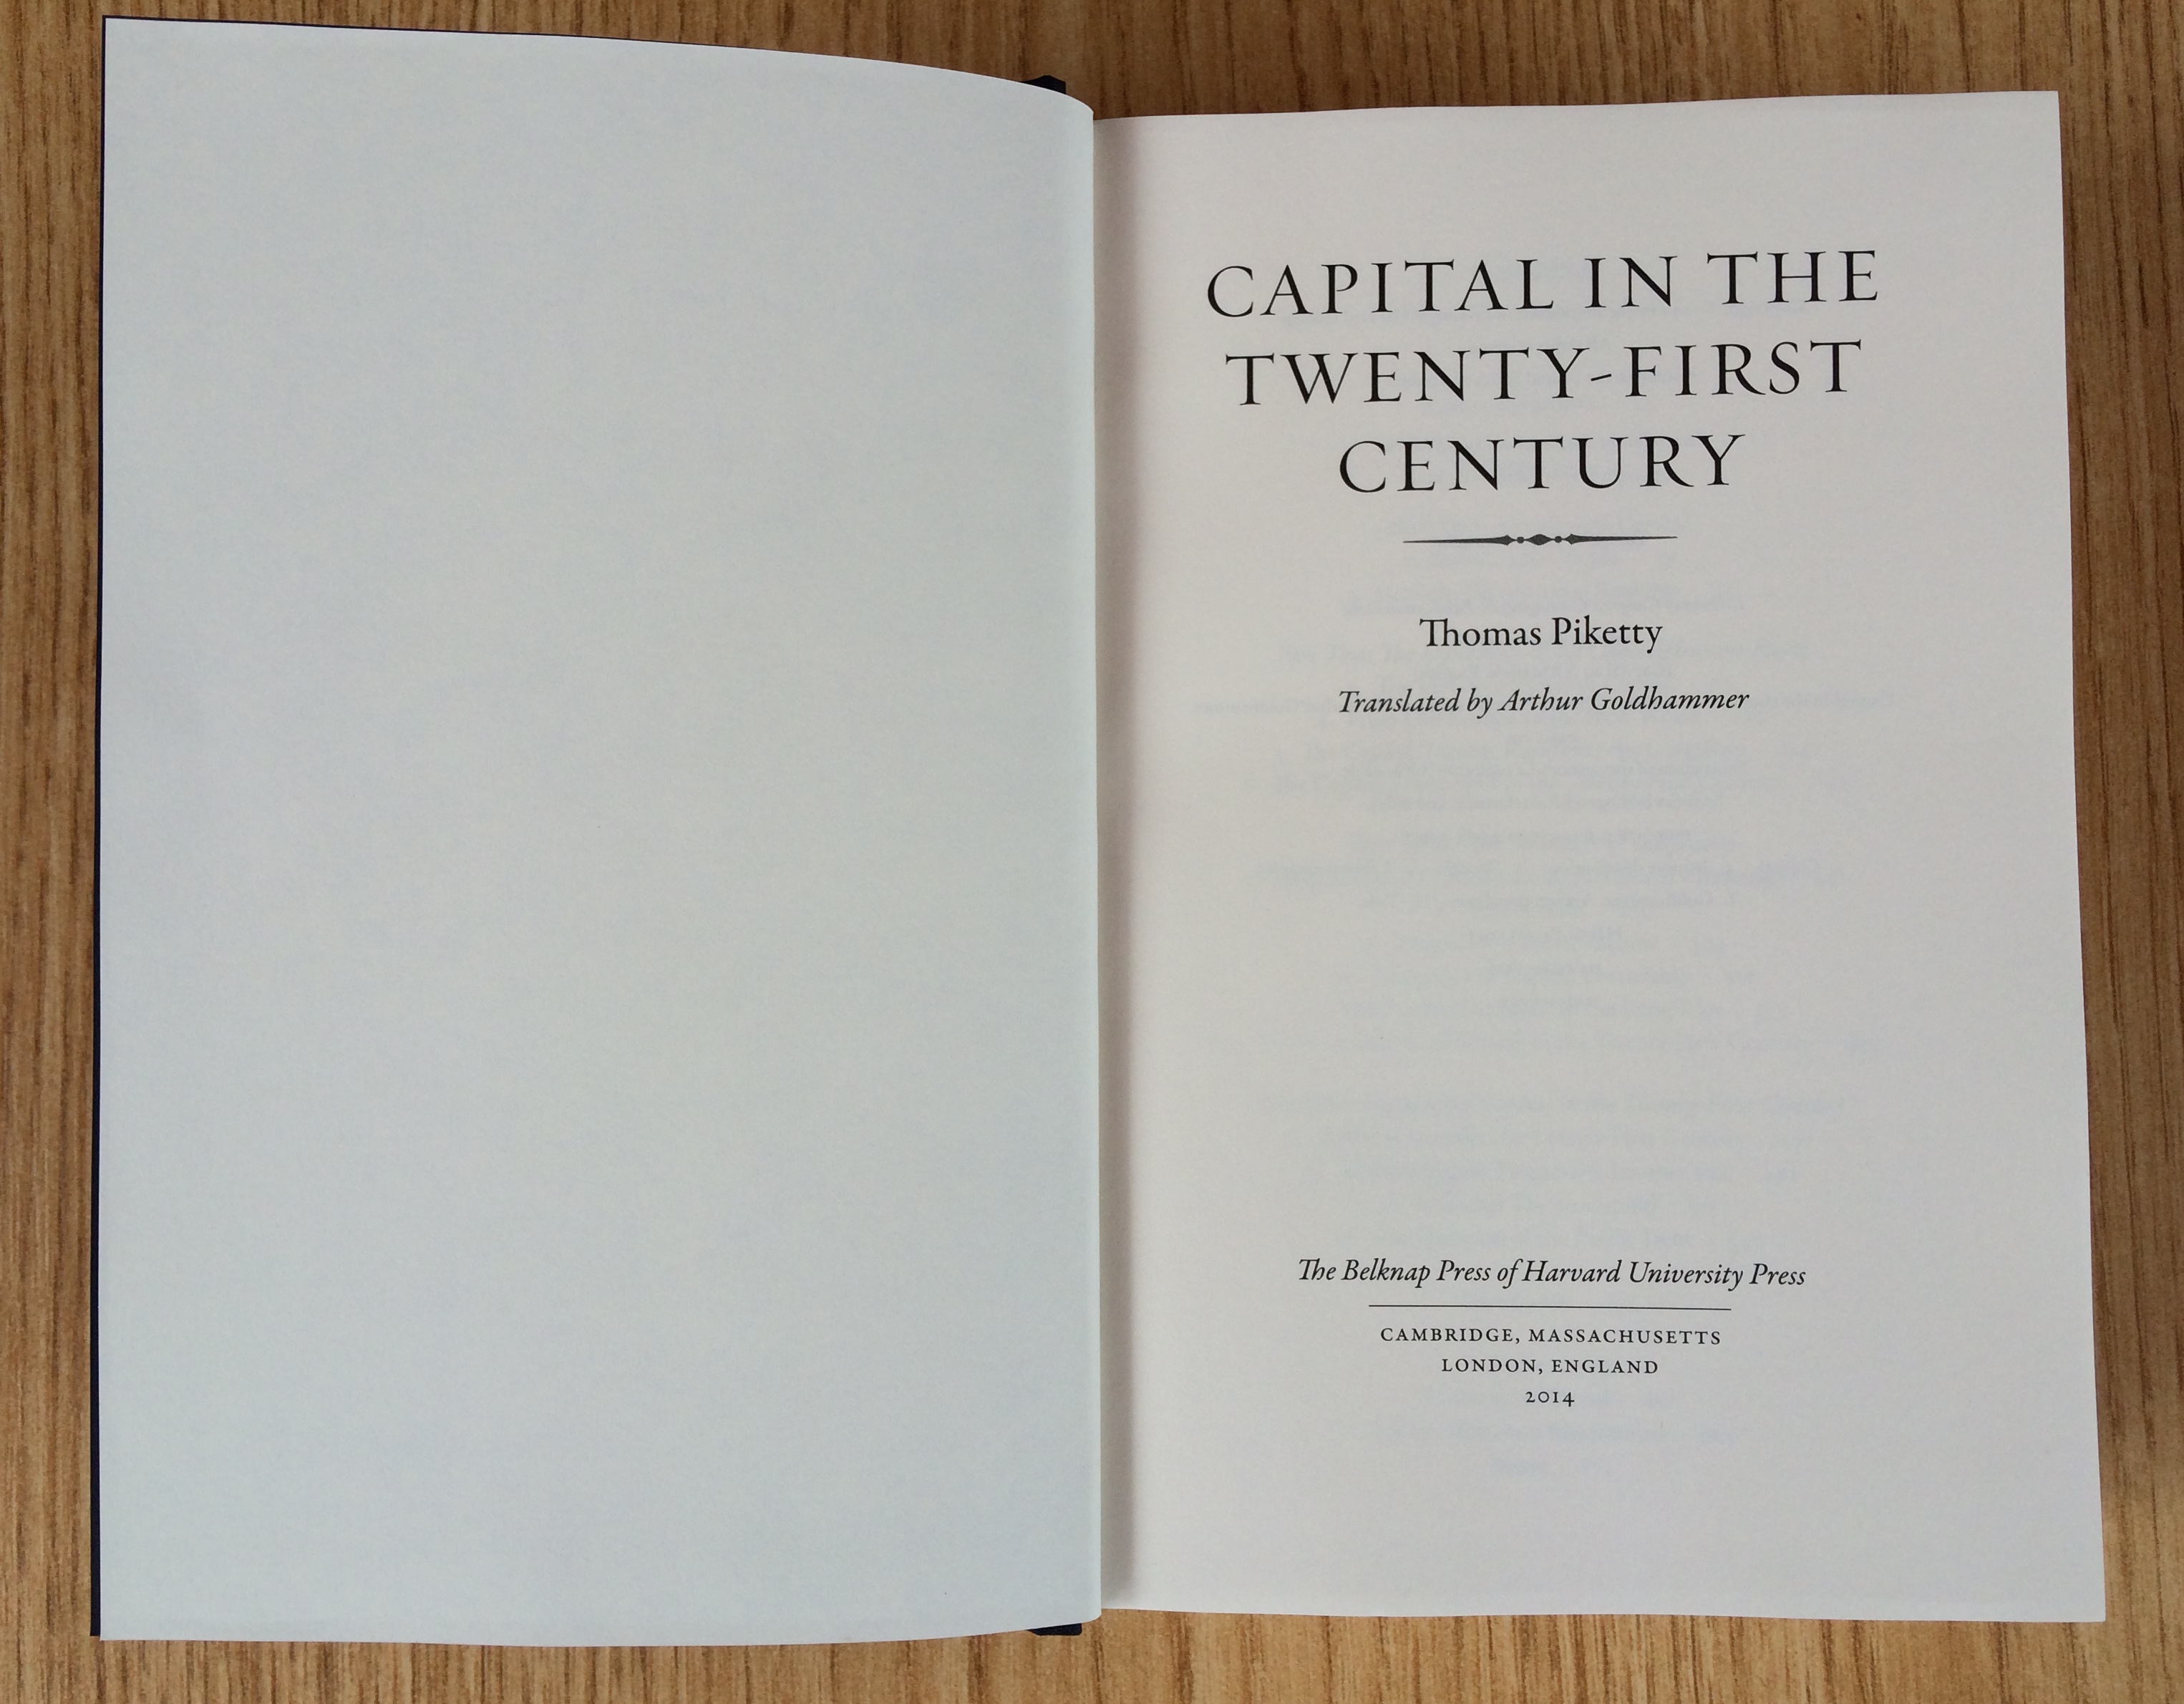 CAPITAL IN THE
TWENTY-FIRST
CENTURY
Thomas Piketty
Translated by Arthur Goldhammer
The Belknap Press of Harvard University Press
CAMBRIDGE, MASSACHUSETTS
LONDON, ENGLAND
2014